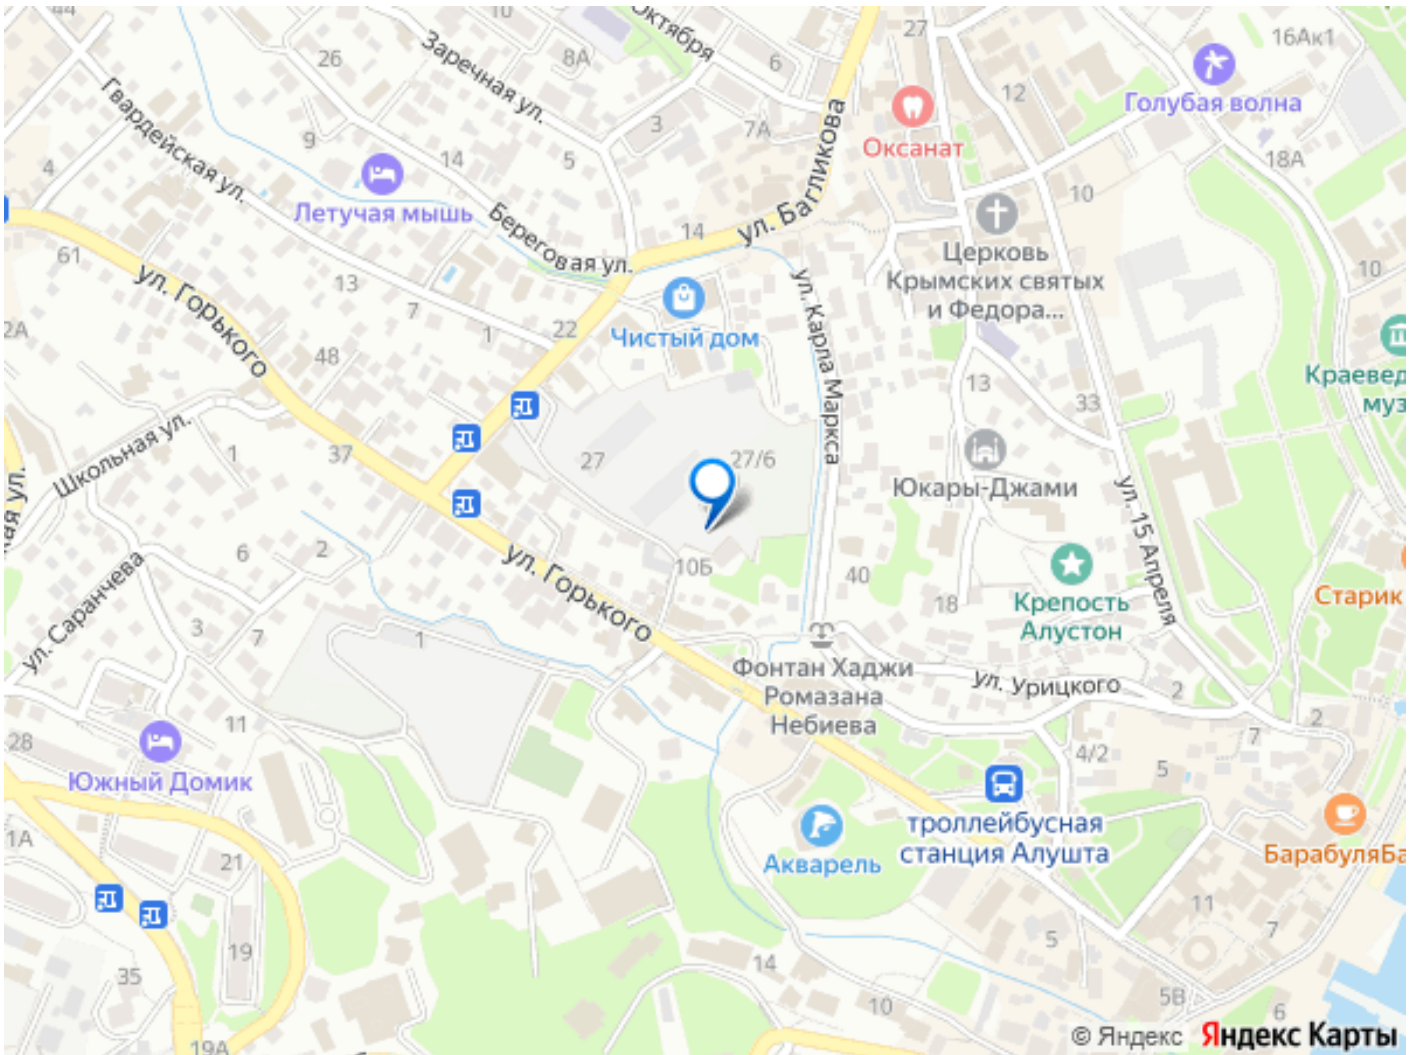 44
10
Октября
27
16Ак1
26
Заречная ул.
8А
6
Голубая волна
12
Гвардейская ул.
9
3
7А
Оксанат
14
5
18А
4
Летучая мышь
10
Береговая ул.
14
ул. Багликова
Церковь
Крымских святых
и Федора...
61
ул. Горького
13
7
1
22
Чистый дом
ул. Карла Маркса
10
2А
48
13
33
Краевед
муз
Школьная ул.
1
37
27
27/6
Юкары-Джами
ул. 15 Апреля
кая ул.
6
2
ул. Горького
10Б
40
18
Крепость
Алустон
Старик
ул. Саранчева
3
7
1
Фонтан Хаджи
Ромазана
Небиева
ул. Урицкого
2
2
7
11
28
Южный Домик
4/2
5
1А
21
Акварель
троллейбусная
станция Алушта
БарабуляБа
11
7
19
5
35
14
10
5В
6
19А
© Яндекс Яндекс Карты